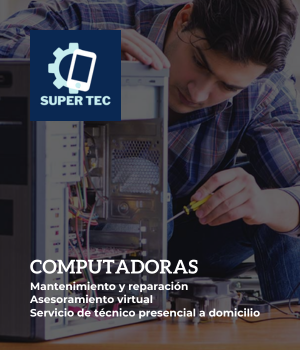 SUPER TEC
COMPUTADORAS
Mantenimiento y reparación
Asesoramiento virtual
Servicio de técnico presencial a domicilio